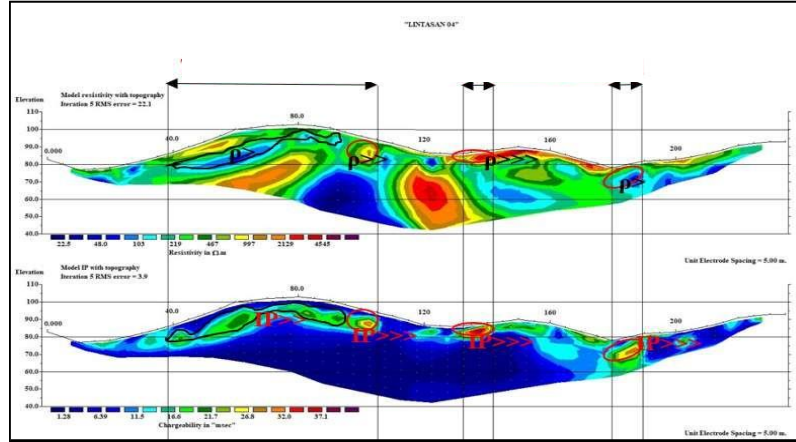 "LINTASAN 04"
Model resistivity with topography
Iteration 5 RMS error = 22.1
Elevation
110
100
90.0
80.0
70.0
60.0
50.0
40.0
0.000
40.0
80.0
120
160
200
ρ>
ρ>>
ρ>>>
ρ>
22.5 48.0 103 219 467 997 2129 4545
Resistivity in Ω.m
Unit Electrode Spacing = 5.00 m.
Model IP with topography
Iteration 5 RMS error = 3.9
Elevation
110
100
90.0
80.0
70.0
60.0
50.0
40.0
0.000
40.0
80.0
120
160
200
IP>>
IP>>>
IP>>>
IP>>>
1.28 6.39 11.5 16.6 21.7 26.8 32.0 37.1
Chargeability in "msec"
Unit Electrode Spacing = 5.00 m.